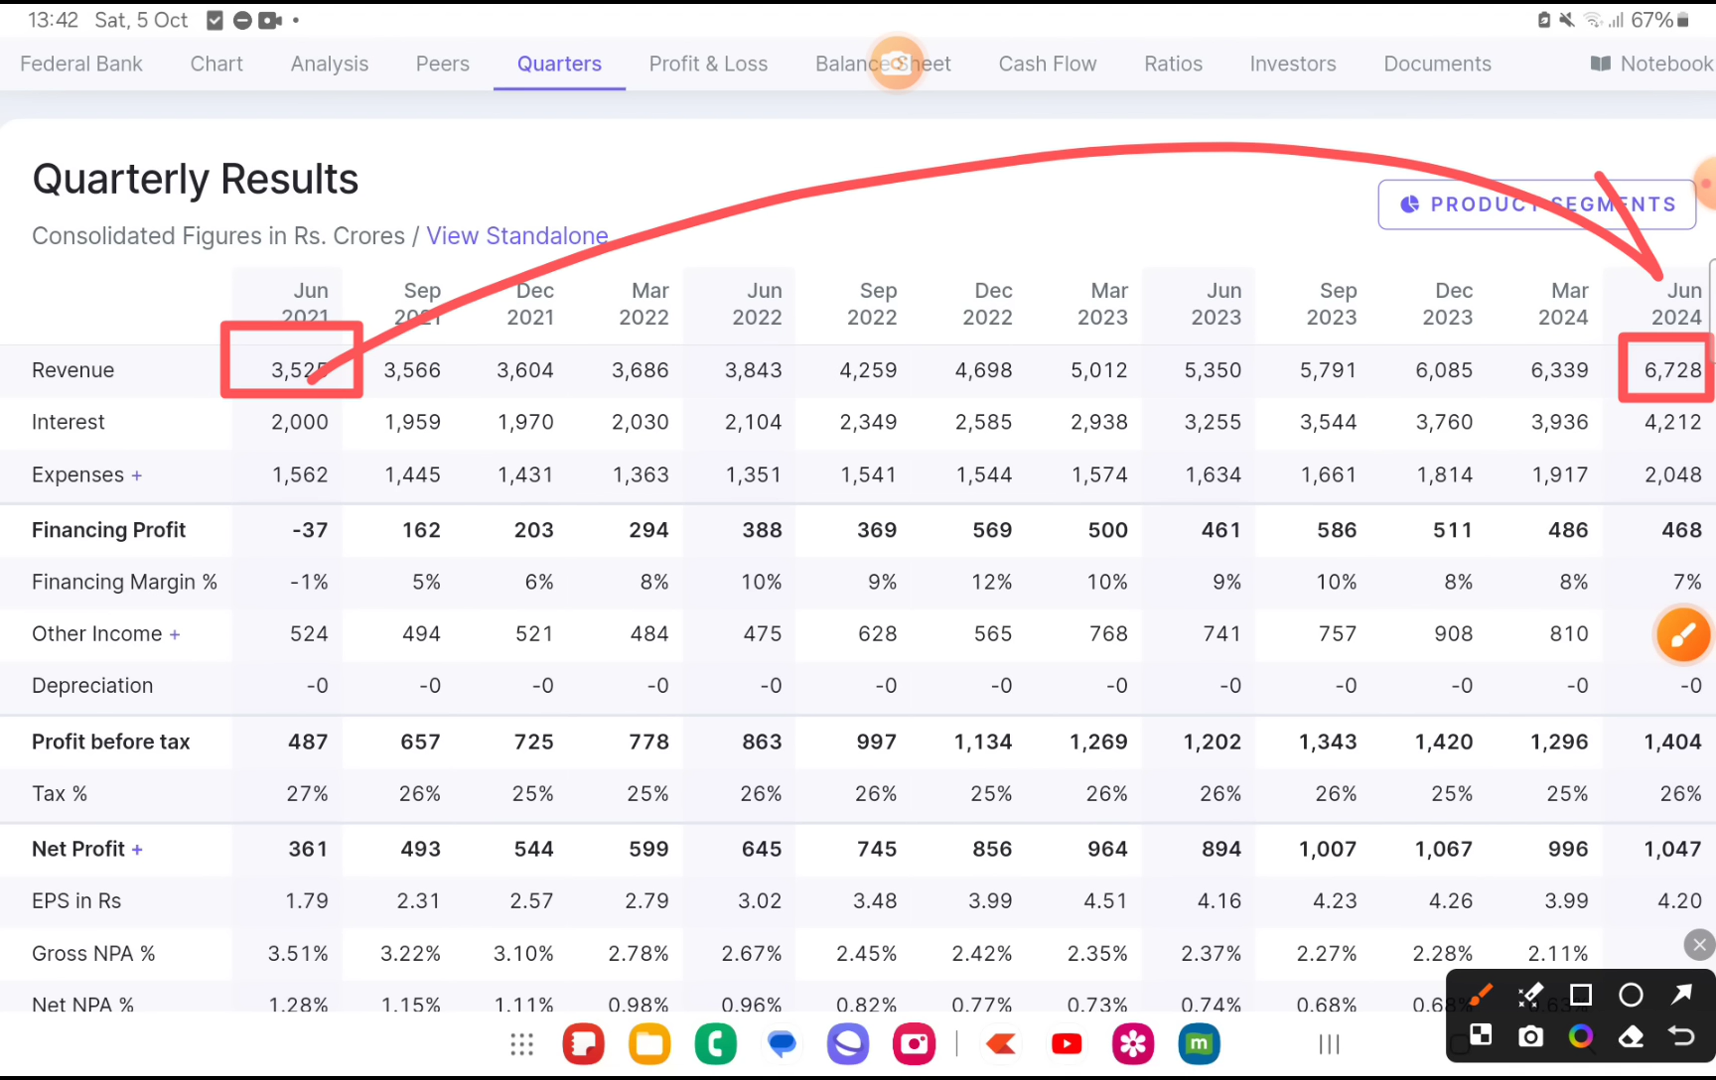 13:42 Sat, 5 Oct 67%
Federal Bank Chart Analysis Peers Quarters Profit & Loss Balance Sheet Cash Flow Ratios Investors Documents Notebook
Quarterly Results
PRODUCT SEGMENTS
Consolidated Figures in Rs. Crores / View Standalone
Jun Sep Dec Mar Jun Sep Dec Mar Jun Sep Dec Mar Jun
2021 2021 2021 2022 2022 2022 2022 2023 2023 2023 2023 2024 2024
Revenue 3,525 3,566 3,604 3,686 3,843 4,259 4,698 5,012 5,350 5,791 6,085 6,339 6,728
Interest 2,000 1,959 1,970 2,030 2,104 2,349 2,585 2,938 3,255 3,544 3,760 3,936 4,212
Expenses + 1,562 1,445 1,431 1,363 1,351 1,541 1,544 1,574 1,634 1,661 1,814 1,917 2,048
Financing Profit -37 162 203 294 388 369 569 500 461 586 511 486 468
Financing Margin % -1% 5% 6% 8% 10% 9% 12% 10% 9% 10% 8% 8% 7%
Other Income + 524 494 521 484 475 628 565 768 741 757 908 810
Depreciation -0 -0 -0 -0 -0 -0 -0 -0 -0 -0 -0 -0 -0
Profit before tax 487 657 725 778 863 997 1,134 1,269 1,202 1,343 1,420 1,296 1,404
Tax % 27% 26% 25% 25% 26% 26% 25% 26% 26% 26% 25% 25% 26%
Net Profit + 361 493 544 599 645 745 856 964 894 1,007 1,067 996 1,047
EPS in Rs 1.79 2.31 2.57 2.79 3.02 3.48 3.99 4.51 4.16 4.23 4.26 3.99 4.20
Gross NPA % 3.51% 3.22% 3.10% 2.78% 2.67% 2.45% 2.42% 2.35% 2.37% 2.27% 2.28% 2.11%
Net NPA % 1.28% 1.15% 1.11% 0.98% 0.96% 0.82% 0.77% 0.73% 0.74% 0.68%
m